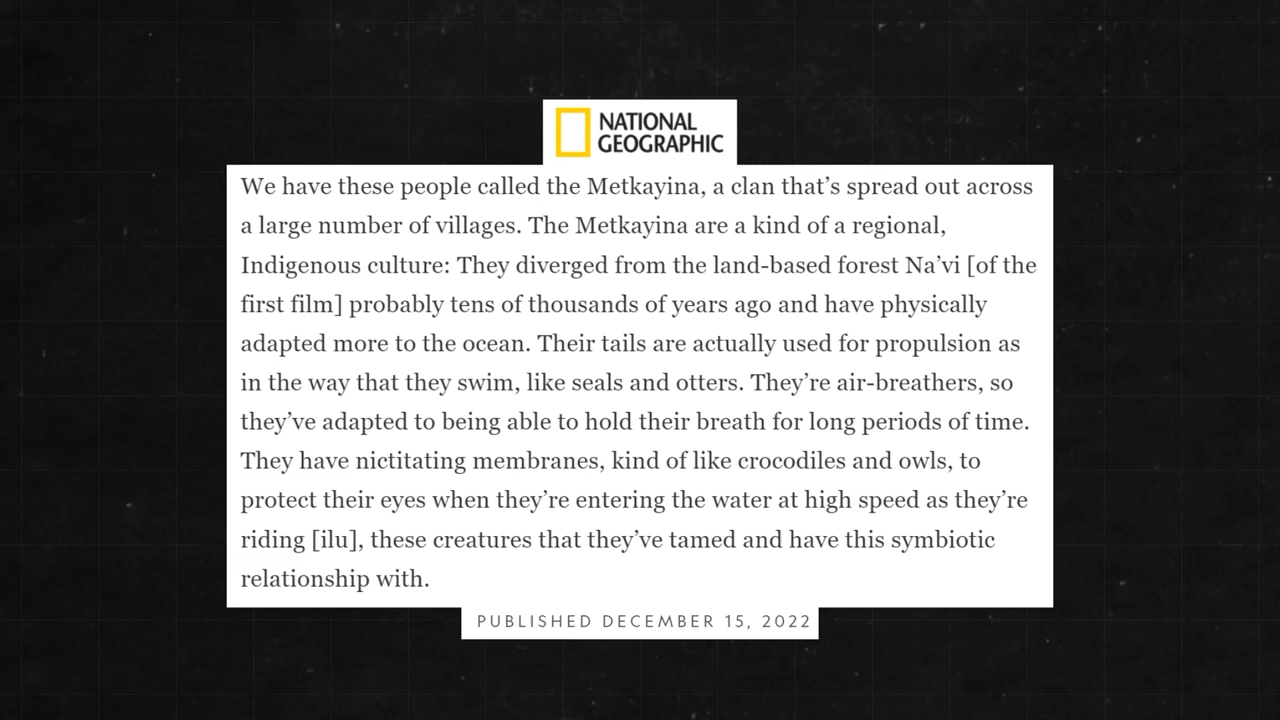 NATIONAL
GEOGRAPHIC
We have these people called the Metkayina, a clan that’s spread out across
a large number of villages. The Metkayina are a kind of a regional,
Indigenous culture: They diverged from the land-based forest Na’vi [of the
first film] probably tens of thousands of years ago and have physically
adapted more to the ocean. Their tails are actually used for propulsion as
in the way that they swim, like seals and otters. They’re air-breathers, so
they’ve adapted to being able to hold their breath for long periods of time.
They have nictitating membranes, kind of like crocodiles and owls, to
protect their eyes when they’re entering the water at high speed as they’re
riding [ilu], these creatures that they’ve tamed and have this symbiotic
relationship with.
PUBLISHED DECEMBER 15, 2022